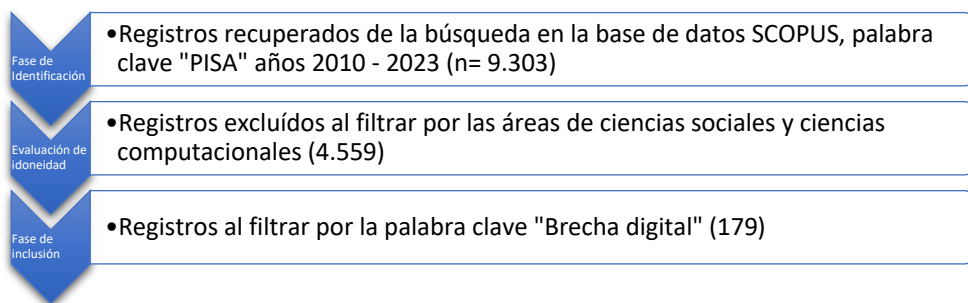 Fase de
Identificación
•Registros recuperados de la búsqueda en la base de datos SCOPUS, palabra
clave "PISA" años 2010 - 2023 (n= 9.303)
Evaluación de
idoneidad
•Registros excluídos al filtrar por las áreas de ciencias sociales y ciencias
computacionales (4.559)
Fase de
inclusión
•Registros al filtrar por la palabra clave "Brecha digital" (179)